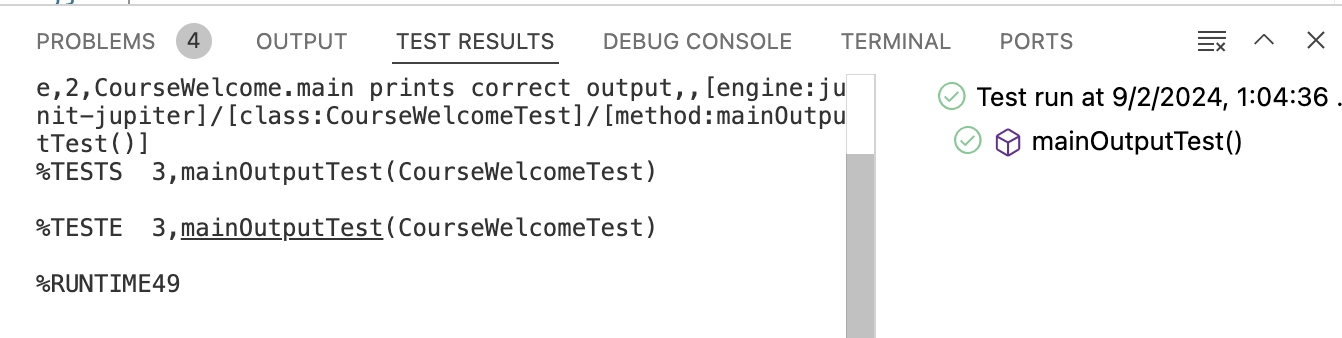 PROBLEMS 4 OUTPUT TEST RESULTS DEBUG CONSOLE TERMINAL PORTS
e,2,CourseWelcome.main prints correct output,,[engine:ju
nit-jupiter]/[class:CourseWelcomeTest]/[method:mainOutpu
tTest()]
%TESTS  3,mainOutputTest(CourseWelcomeTest)
%TESTE  3,mainOutputTest(CourseWelcomeTest)
%RUNTIME49
Test run at 9/2/2024, 1:04:36 .
mainOutputTest()